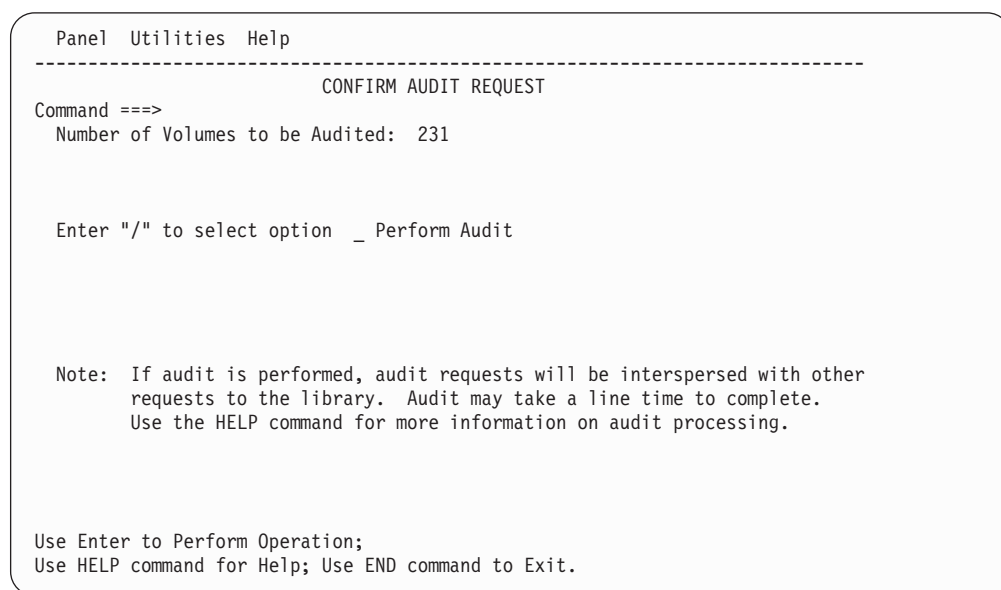 Panel Utilities Help
-------------------------------------------------------------------------------
CONFIRM AUDIT REQUEST
Command ===>
Number of Volumes to be Audited: 231
Enter "/" to select option _ Perform Audit
Note: If audit is performed, audit requests will be interspersed with other
requests to the library. Audit may take a line time to complete.
Use the HELP command for more information on audit processing.
Use Enter to Perform Operation;
Use HELP command for Help; Use END command to Exit.